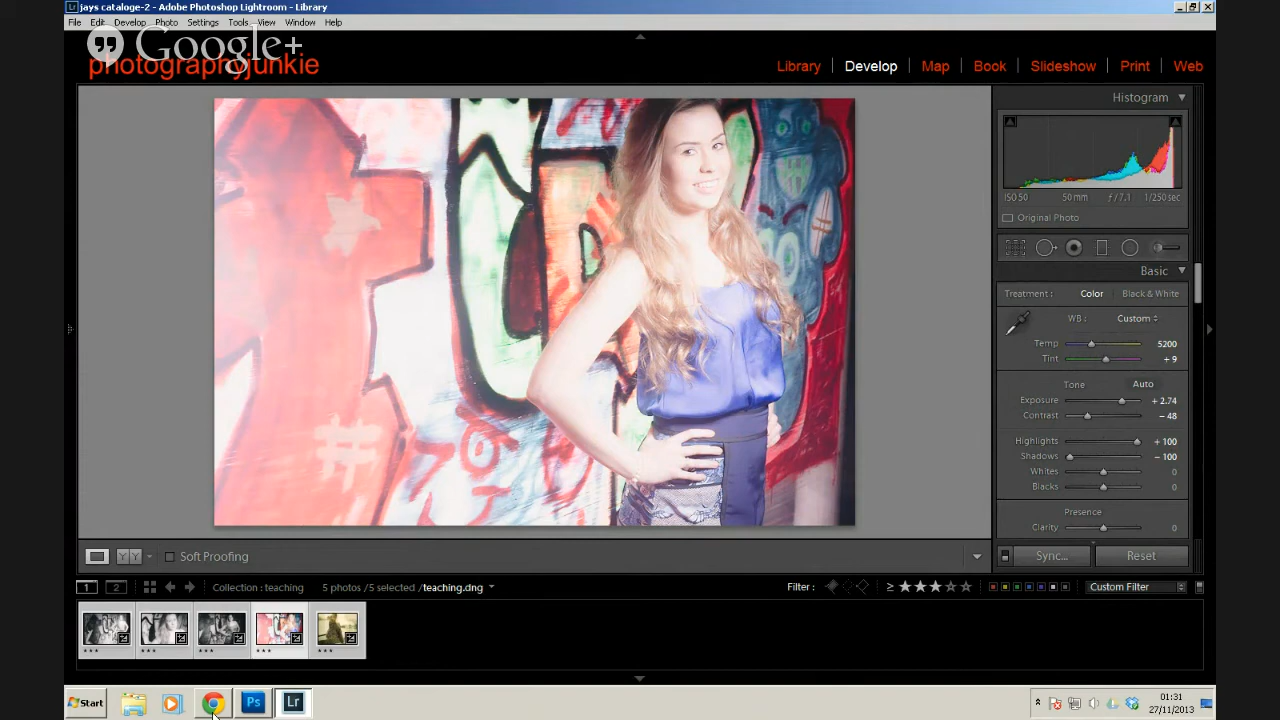 jays cataloge-2 - Adobe Photoshop Lightroom - Library
File Edit Develop Photo Settings Tools View Window Help
Google+
photographyjunkie
Library | Develop | Map | Book | Slideshow | Print | Web
Histogram
ISO 50 50 mm ƒ / 7.1 1/250 sec
Original Photo
Basic
Treatment : Color Black & White
WB : Custom
Temp 5200
Tint + 9
Tone Auto
Exposure + 2.74
Contrast – 48
Highlights + 100
Shadows – 100
Whites 0
Blacks 0
Presence
Clarity 0
#
YY Soft Proofing Sync... Reset
1 2 Collection : teaching 5 photos /5 selected /teaching.dng Filter : ≥ ★★★☆☆ Custom Filter
★★★ ★★★ ★★★ ★★★ ★★★
Start Ps Lr 01:31
27/11/2013